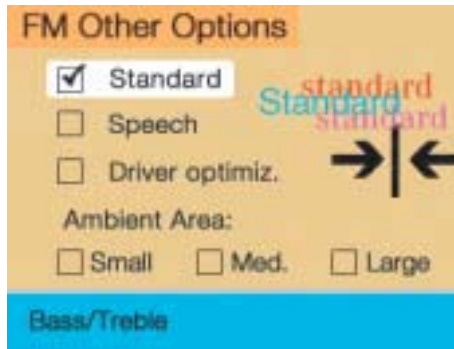 FM Other Options
Standard
standard
Standard
standard
Speech
Driver optimiz.
Ambient Area:
Small Med. Large
Bass/Treble